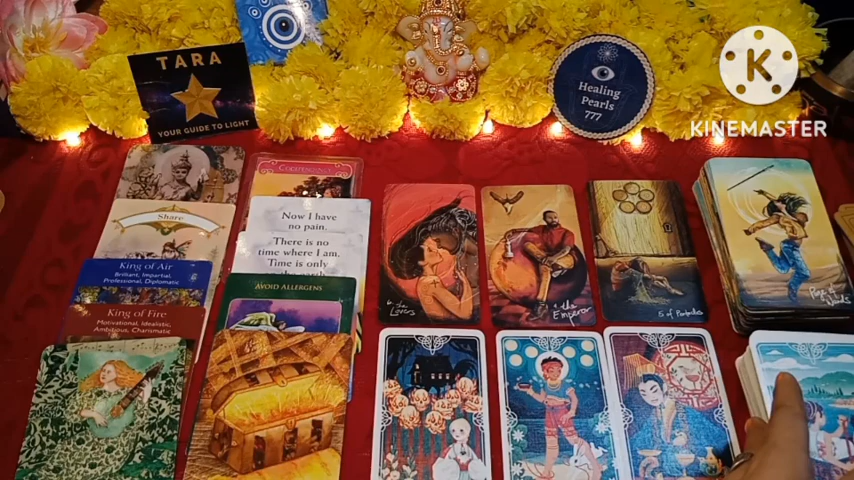 TARA
YOUR GUIDE TO LIGHT
Healing
Pearls
777
K
KINEMASTER
Share
King of Air
Brilliant, Impartial,
Professional, Diplomatic
King of Fire
Motivational, Idealistic,
Ambitious, Charismatic
Now I have
no pain.
There is no
time where I am.
Time is only
AVOID ALLERGENS
6 the
Lovers
4 the
Emperor
5 of Pentacles